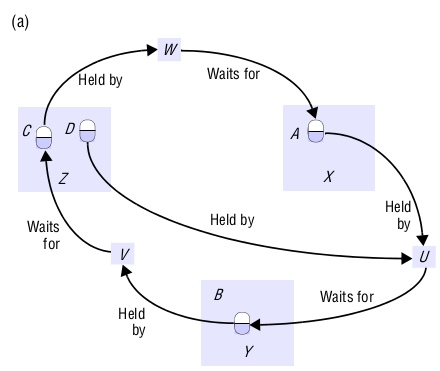 (a)
W
Held by
Waits for
C
D
A
Z
X
Held
by
Waits
for
Held by
V
U
B
Waits for
Held
by
Y